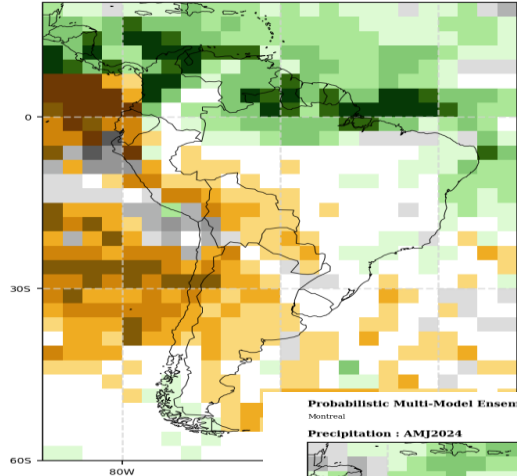 0
30S
Probabilistic Multi-Model Ensem
Montreal
Precipitation : AMJ2024
60S
80W